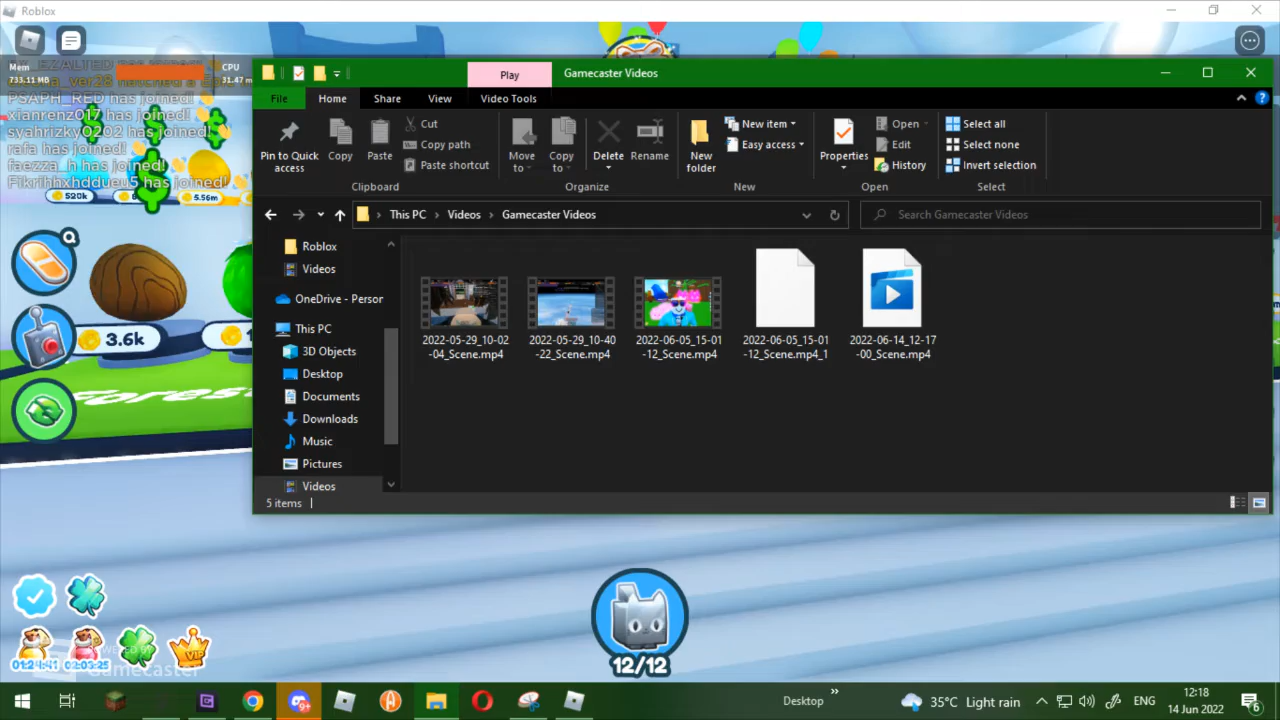 Roblox
Mem
733.11 MB
CPU
31.47 m
PSAPH_RED has joined!
xianrenz017 has joined!
syahrizky0202 has joined!
rafa has joined!
faezza_h has joined!
Fikrihhxhddueu5 has joined!
520k
5.56m
3.6k
Play
Gamecaster Videos
File
Home
Share
View
Video Tools
Pin to Quick access
Copy
Paste
Cut
Copy path
Paste shortcut
Clipboard
Move to
Copy to
Delete
Rename
Organize
New folder
New item
Easy access
New
Properties
Open
Edit
History
Open
Select all
Select none
Invert selection
Select
This PC > Videos > Gamecaster Videos
Search Gamecaster Videos
Roblox
Videos
OneDrive - Person
This PC
3D Objects
Desktop
Documents
Downloads
Music
Pictures
Videos
2022-05-29_10-02
-04_Scene.mp4
2022-05-29_10-40
-22_Scene.mp4
2022-06-05_15-01
-12_Scene.mp4
2022-06-05_15-01
-12_Scene.mp4_1
2022-06-14_12-17
-00_Scene.mp4
5 items
VIP
01:24:41
02:03:25
Gamecaster
12/12
9+
Desktop
35°C Light rain
ENG
12:18
14 Jun 2022
6